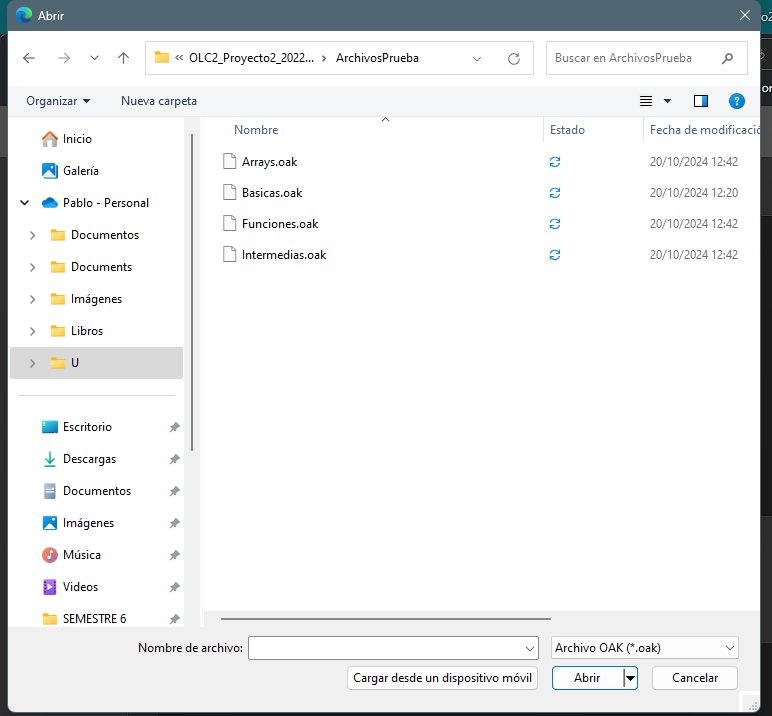 Abrir
OLC2_Proyecto2_2022... > ArchivosPrueba
Buscar en ArchivosPrueba
Organizar
Nueva carpeta
Inicio
Galería
Pablo - Personal
Documentos
Documents
Imágenes
Libros
U
Escritorio
Descargas
Documentos
Imágenes
Música
Videos
SEMESTRE 6
Nombre Estado Fecha de modificació
Arrays.oak 20/10/2024 12:42
Basicas.oak 20/10/2024 12:20
Funciones.oak 20/10/2024 12:42
Intermedias.oak 20/10/2024 12:42
Nombre de archivo:
Archivo OAK (*.oak)
Cargar desde un dispositivo móvil
Abrir
Cancelar